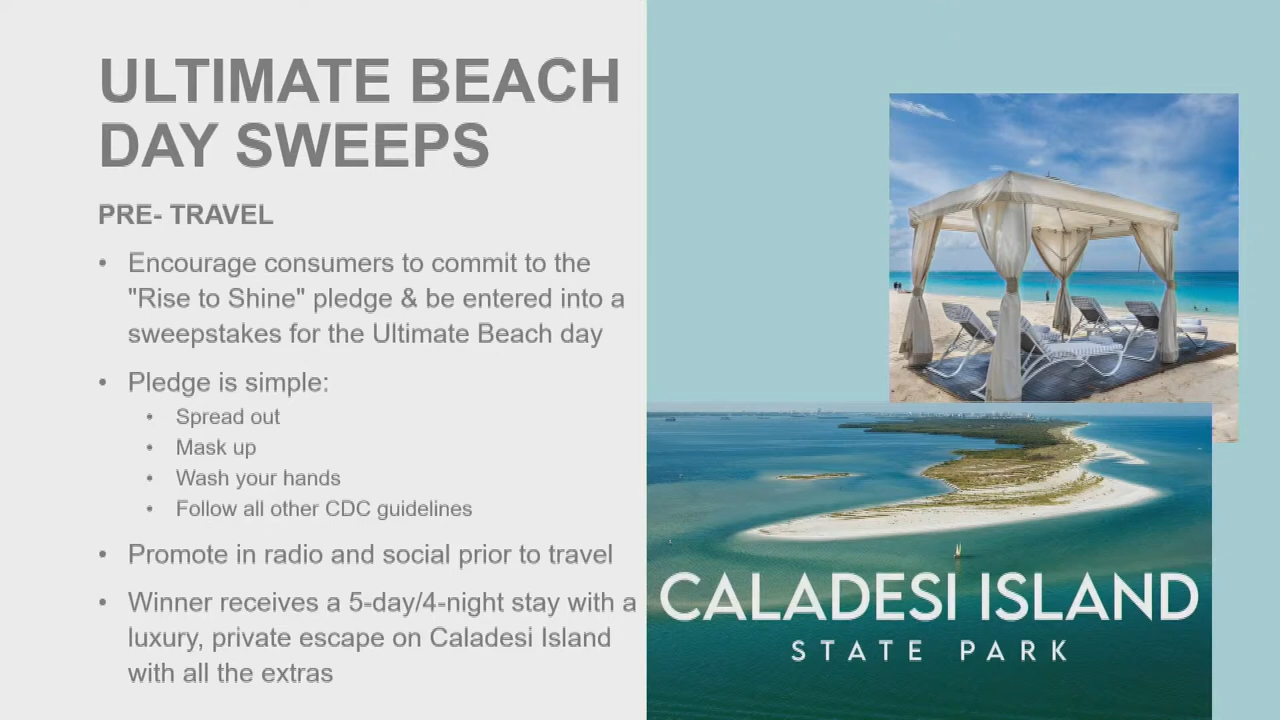 ULTIMATE BEACH
DAY SWEEPS
PRE- TRAVEL
• Encourage consumers to commit to the
"Rise to Shine" pledge & be entered into a
sweepstakes for the Ultimate Beach day
• Pledge is simple:
• Spread out
• Mask up
• Wash your hands
• Follow all other CDC guidelines
• Promote in radio and social prior to travel
• Winner receives a 5-day/4-night stay with a
luxury, private escape on Caladesi Island
with all the extras
CALADESI ISLAND
STATE PARK